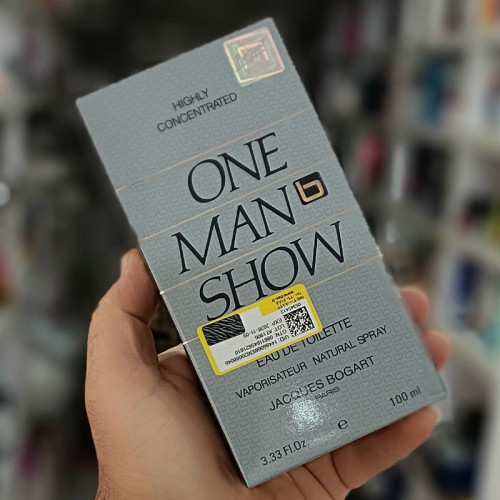 HIGHLY
CONCENTRATED
ONE
MAN b
SHOW
EAU DE TOILETTE
VAPORISATEUR NATURAL SPRAY
JACQUES BOGART
PARIS
3.33 Fl.Oz. e 100 ml